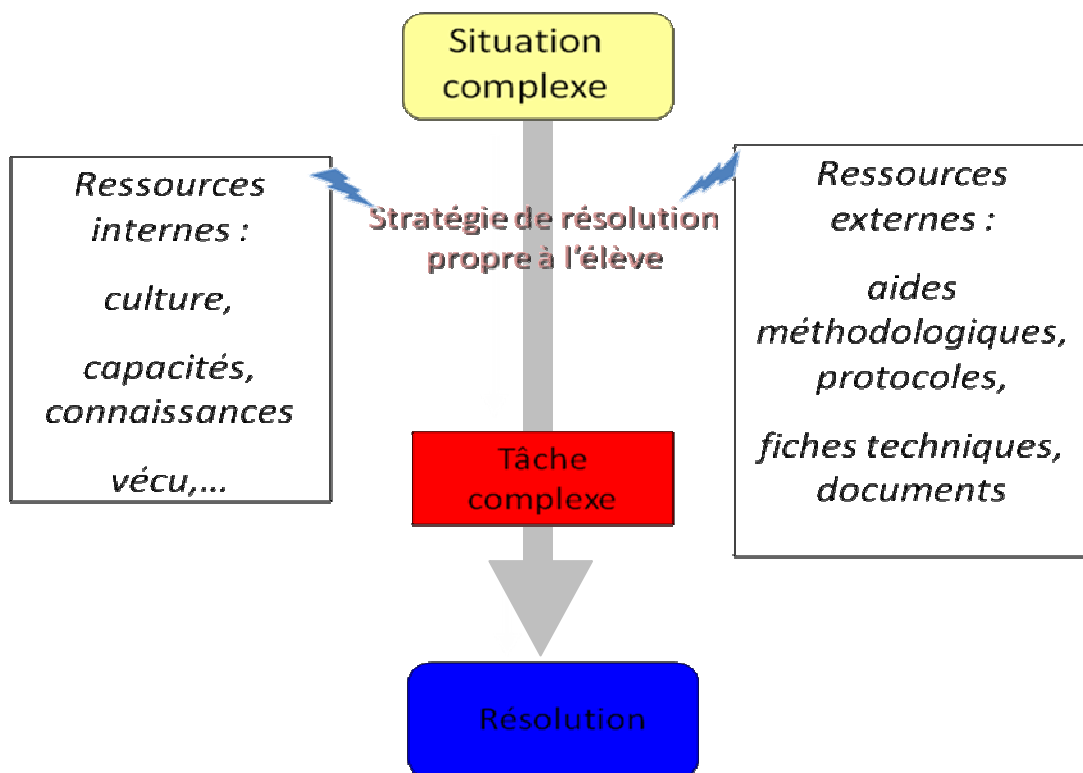 Situation
complexe
Ressources
internes :
culture,
capacités,
connaissances
vécu,...
Stratégie de résolution
propre à l'élève
Ressources
externes :
aides
méthodologiques,
protocoles,
fiches techniques,
documents
Tâche
complexe
Résolution